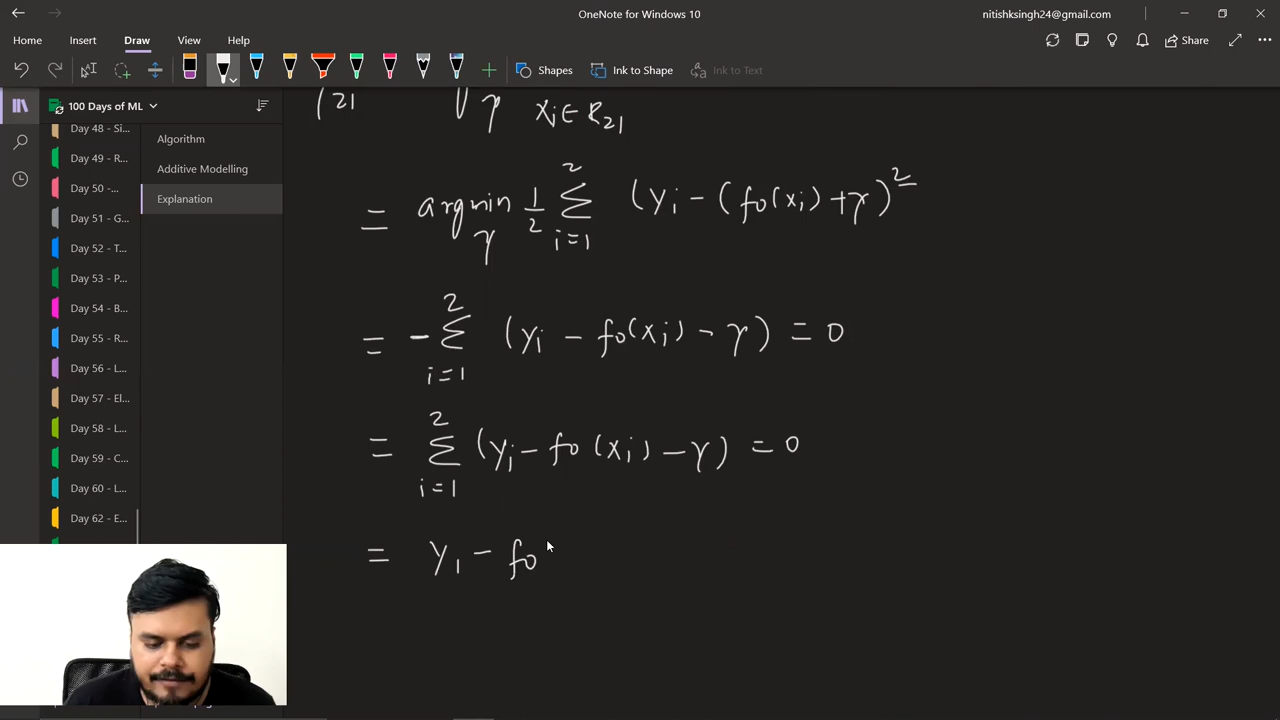 OneNote for Windows 10
nitishksingh24@gmail.com
Home Insert Draw View Help
Share
Shapes Ink to Shape Ink to Text
100 Days of ML
Day 48 - Si...
Day 49 - R...
Day 50 -...
Day 51 - G...
Day 52 - T...
Day 53 - P...
Day 54 - B...
Day 55 - R...
Day 56 - L...
Day 57 - El...
Day 58 - L...
Day 59 - C...
Day 60 - L...
Day 62 - E...
Algorithm
Additive Modelling
Explanation
21 γ xi ∈ R21
= argmin γ 1/2 Σ i=1 2 (yi - (f0(xi) + γ)²
= - Σ i=1 2 (yi - f0(xi) - γ) = 0
= Σ i=1 2 (yi - f0(xi) - γ) = 0
= y1 - f0